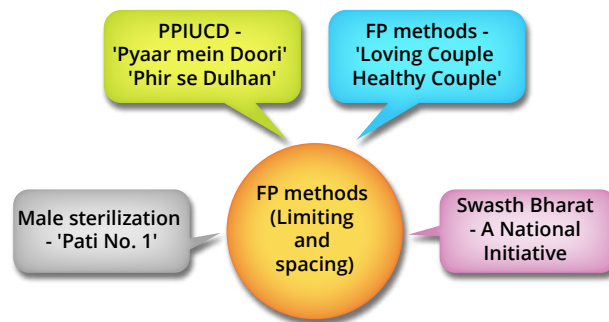 PPIUCD -
'Pyaar mein Doori'
'Phir se Dulhan'
FP methods -
'Loving Couple
Healthy Couple'
Male sterilization
- 'Pati No. 1'
FP methods
(Limiting
and
spacing)
Swasth Bharat
- A National
Initiative